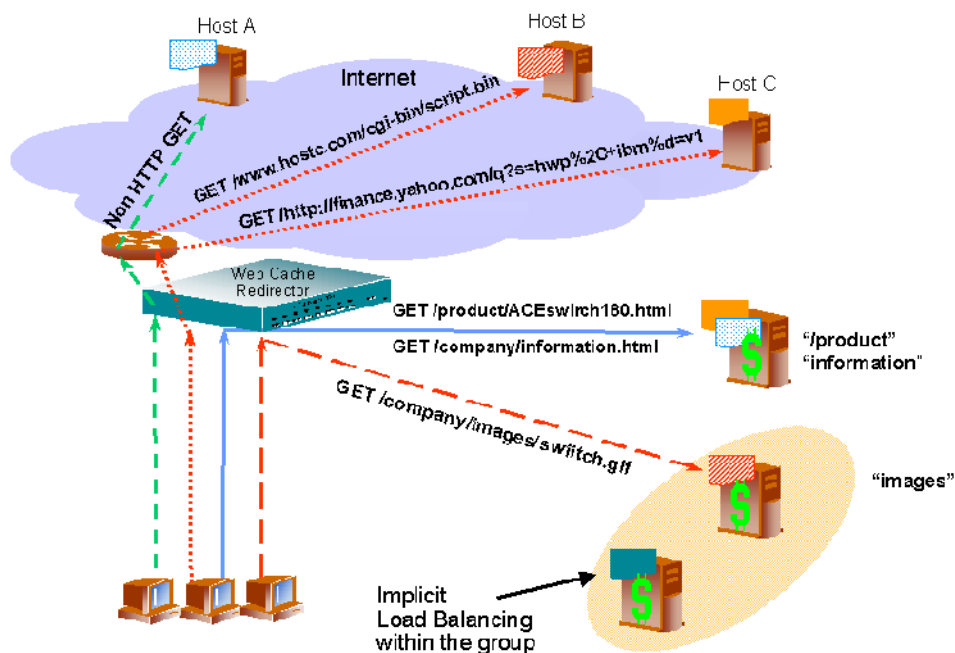 Host A
Host B
Host C
Internet
Non HTTP GET
GET /www.hostc.com/cgi-bin/script.bin
GET /http://finance.yahoo.com/q?s=hwp%2C+ibm%d=v1
Web Cache
Redirector
GET /product/ACEswirch180.html
GET /company/information.html
"/product"
"information"
GET /company/images/swiitch.gif
"images"
Implicit
Load Balancing
within the group